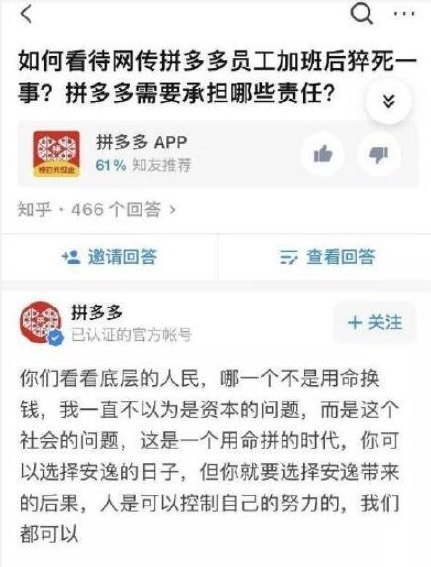 如何看待网传拼多多员工加班后猝死一
事？拼多多需要承担哪些责任？
拼多多 APP
61% 知友推荐
知乎 · 466 个回答 >
邀请回答
查看回答
拼多多
已认证的官方帐号
+ 关注
你们看看底层的人民，哪一个不是用命换
钱，我一直不以为是资本的问题，而是这个
社会的问题，这是一个用命拼的时代，你可
以选择安逸的日子，但你就要选择安逸带来
的后果，人是可以控制自己的努力的，我们
都可以